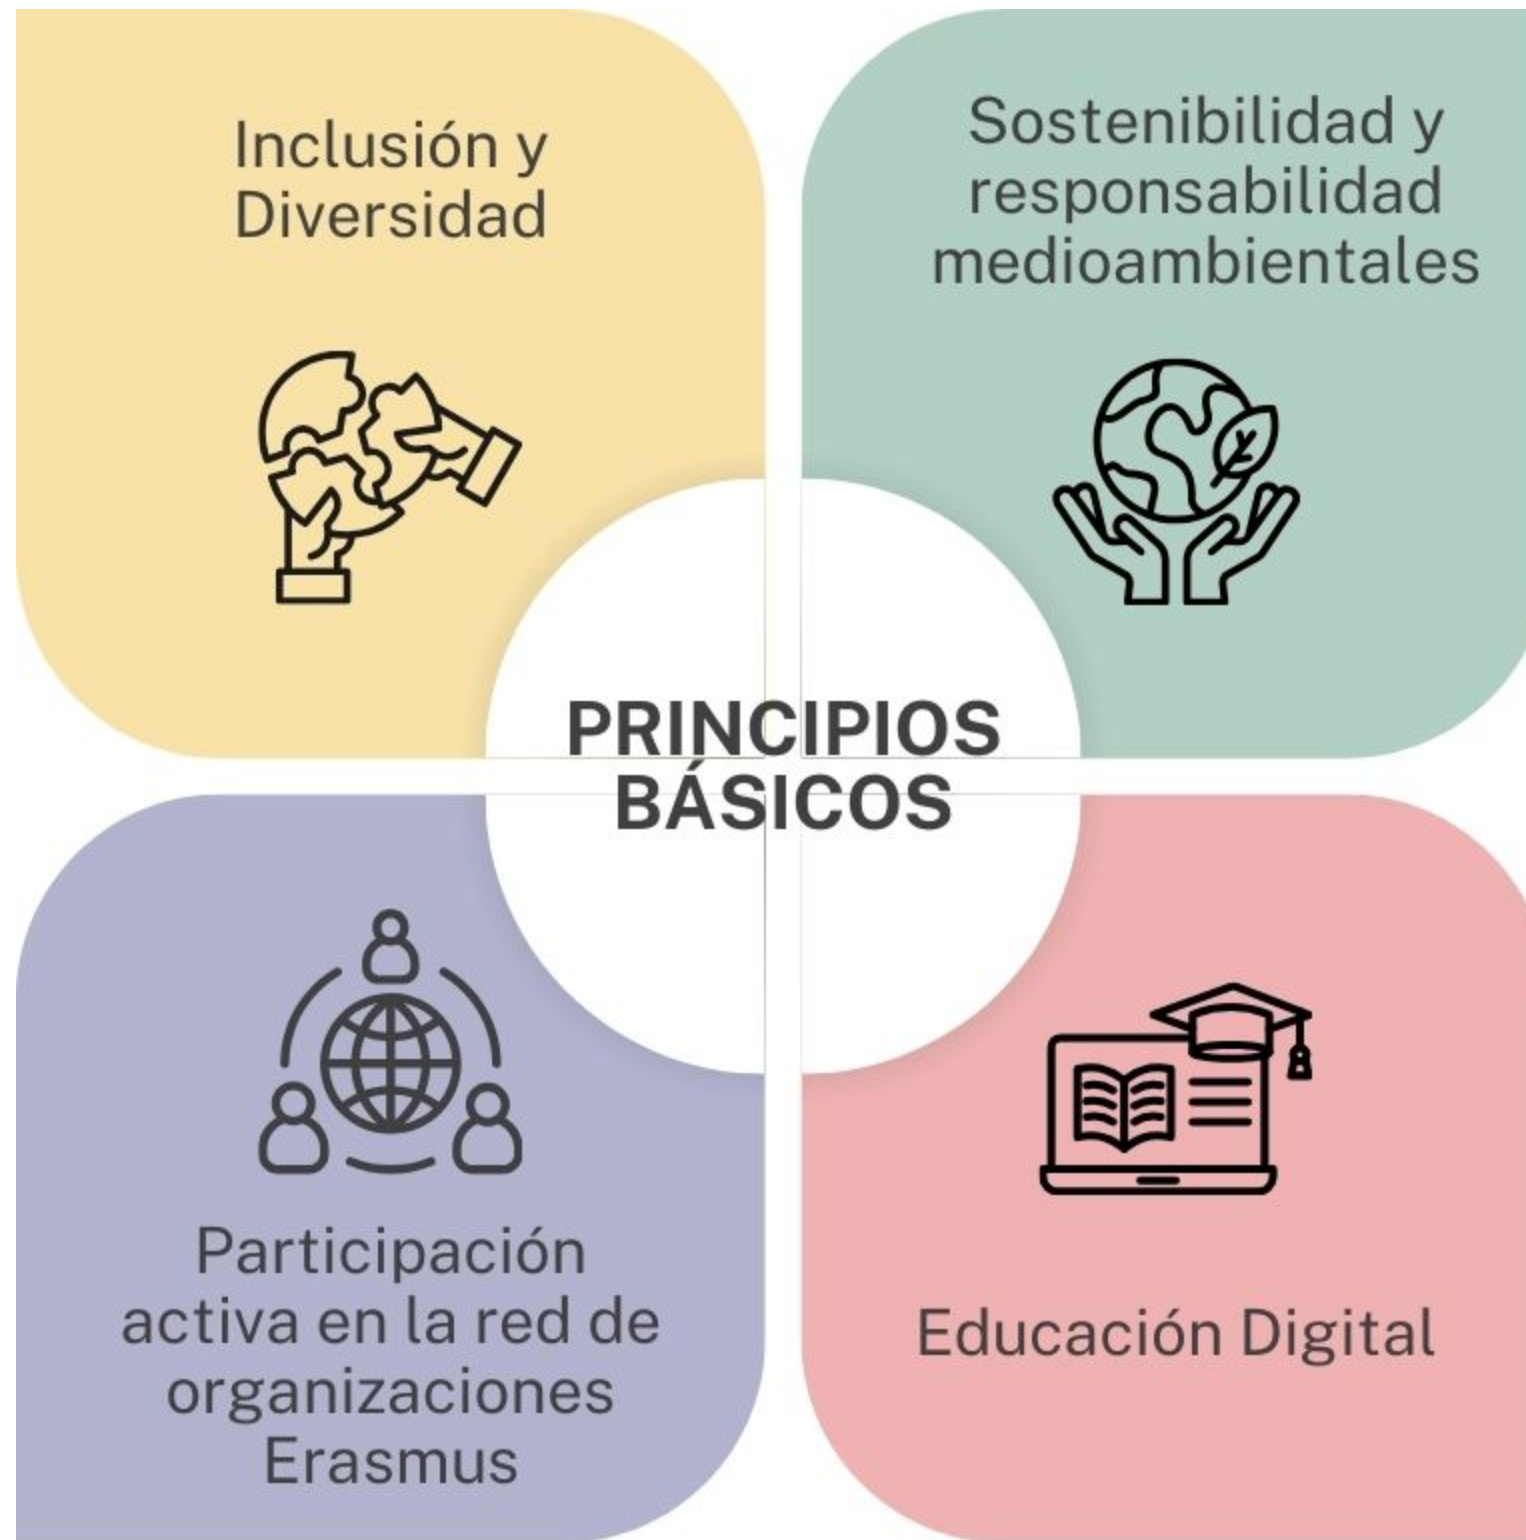 Inclusión y
Diversidad
Sostenibilidad y
responsabilidad
medioambientales
PRINCIPIOS
BÁSICOS
Participación
activa en la red de
organizaciones
Erasmus
Educación Digital